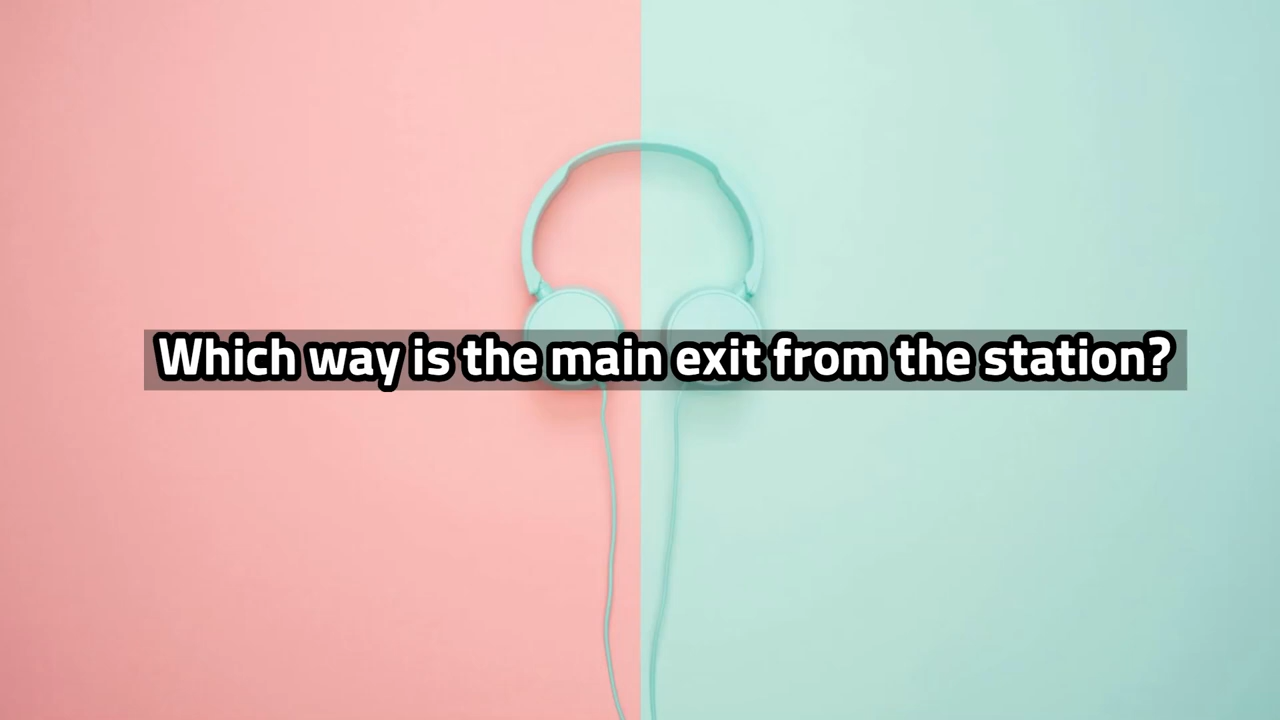 Which way is the main exit from the station?